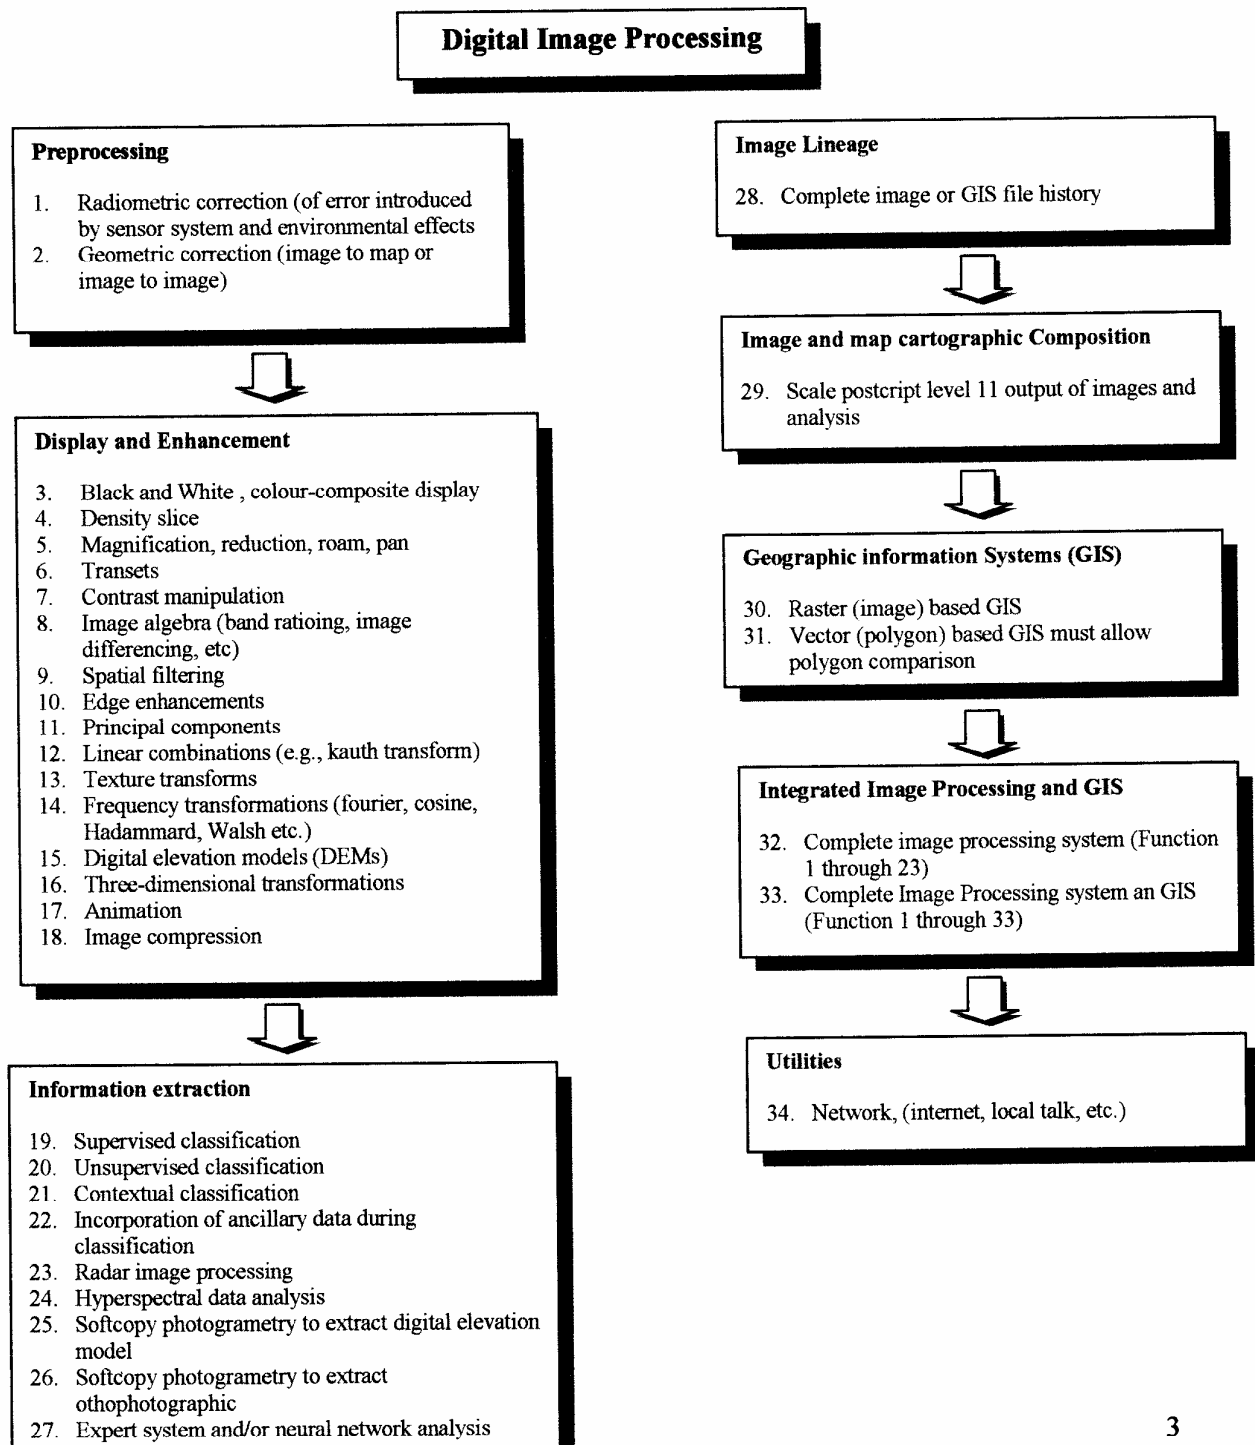 Digital Image Processing
Preprocessing
1. Radiometric correction (of error introduced
by sensor system and environmental effects
2. Geometric correction (image to map or
image to image)
Display and Enhancement
3. Black and White , colour-composite display
4. Density slice
5. Magnification, reduction, roam, pan
6. Transets
7. Contrast manipulation
8. Image algebra (band ratioing, image
differencing, etc)
9. Spatial filtering
10. Edge enhancements
11. Principal components
12. Linear combinations (e.g., kauth transform)
13. Texture transforms
14. Frequency transformations (fourier, cosine,
Hadammard, Walsh etc.)
15. Digital elevation models (DEMs)
16. Three-dimensional transformations
17. Animation
18. Image compression
Information extraction
19. Supervised classification
20. Unsupervised classification
21. Contextual classification
22. Incorporation of ancillary data during
classification
23. Radar image processing
24. Hyperspectral data analysis
25. Softcopy photogrametry to extract digital elevation
model
26. Softcopy photogrametry to extract
othophotographic
27. Expert system and/or neural network analysis
Image Lineage
28. Complete image or GIS file history
Image and map cartographic Composition
29. Scale postcript level 11 output of images and
analysis
Geographic information Systems (GIS)
30. Raster (image) based GIS
31. Vector (polygon) based GIS must allow
polygon comparison
Integrated Image Processing and GIS
32. Complete image processing system (Function
1 through 23)
33. Complete Image Processing system an GIS
(Function 1 through 33)
Utilities
34. Network, (internet, local talk, etc.)
3